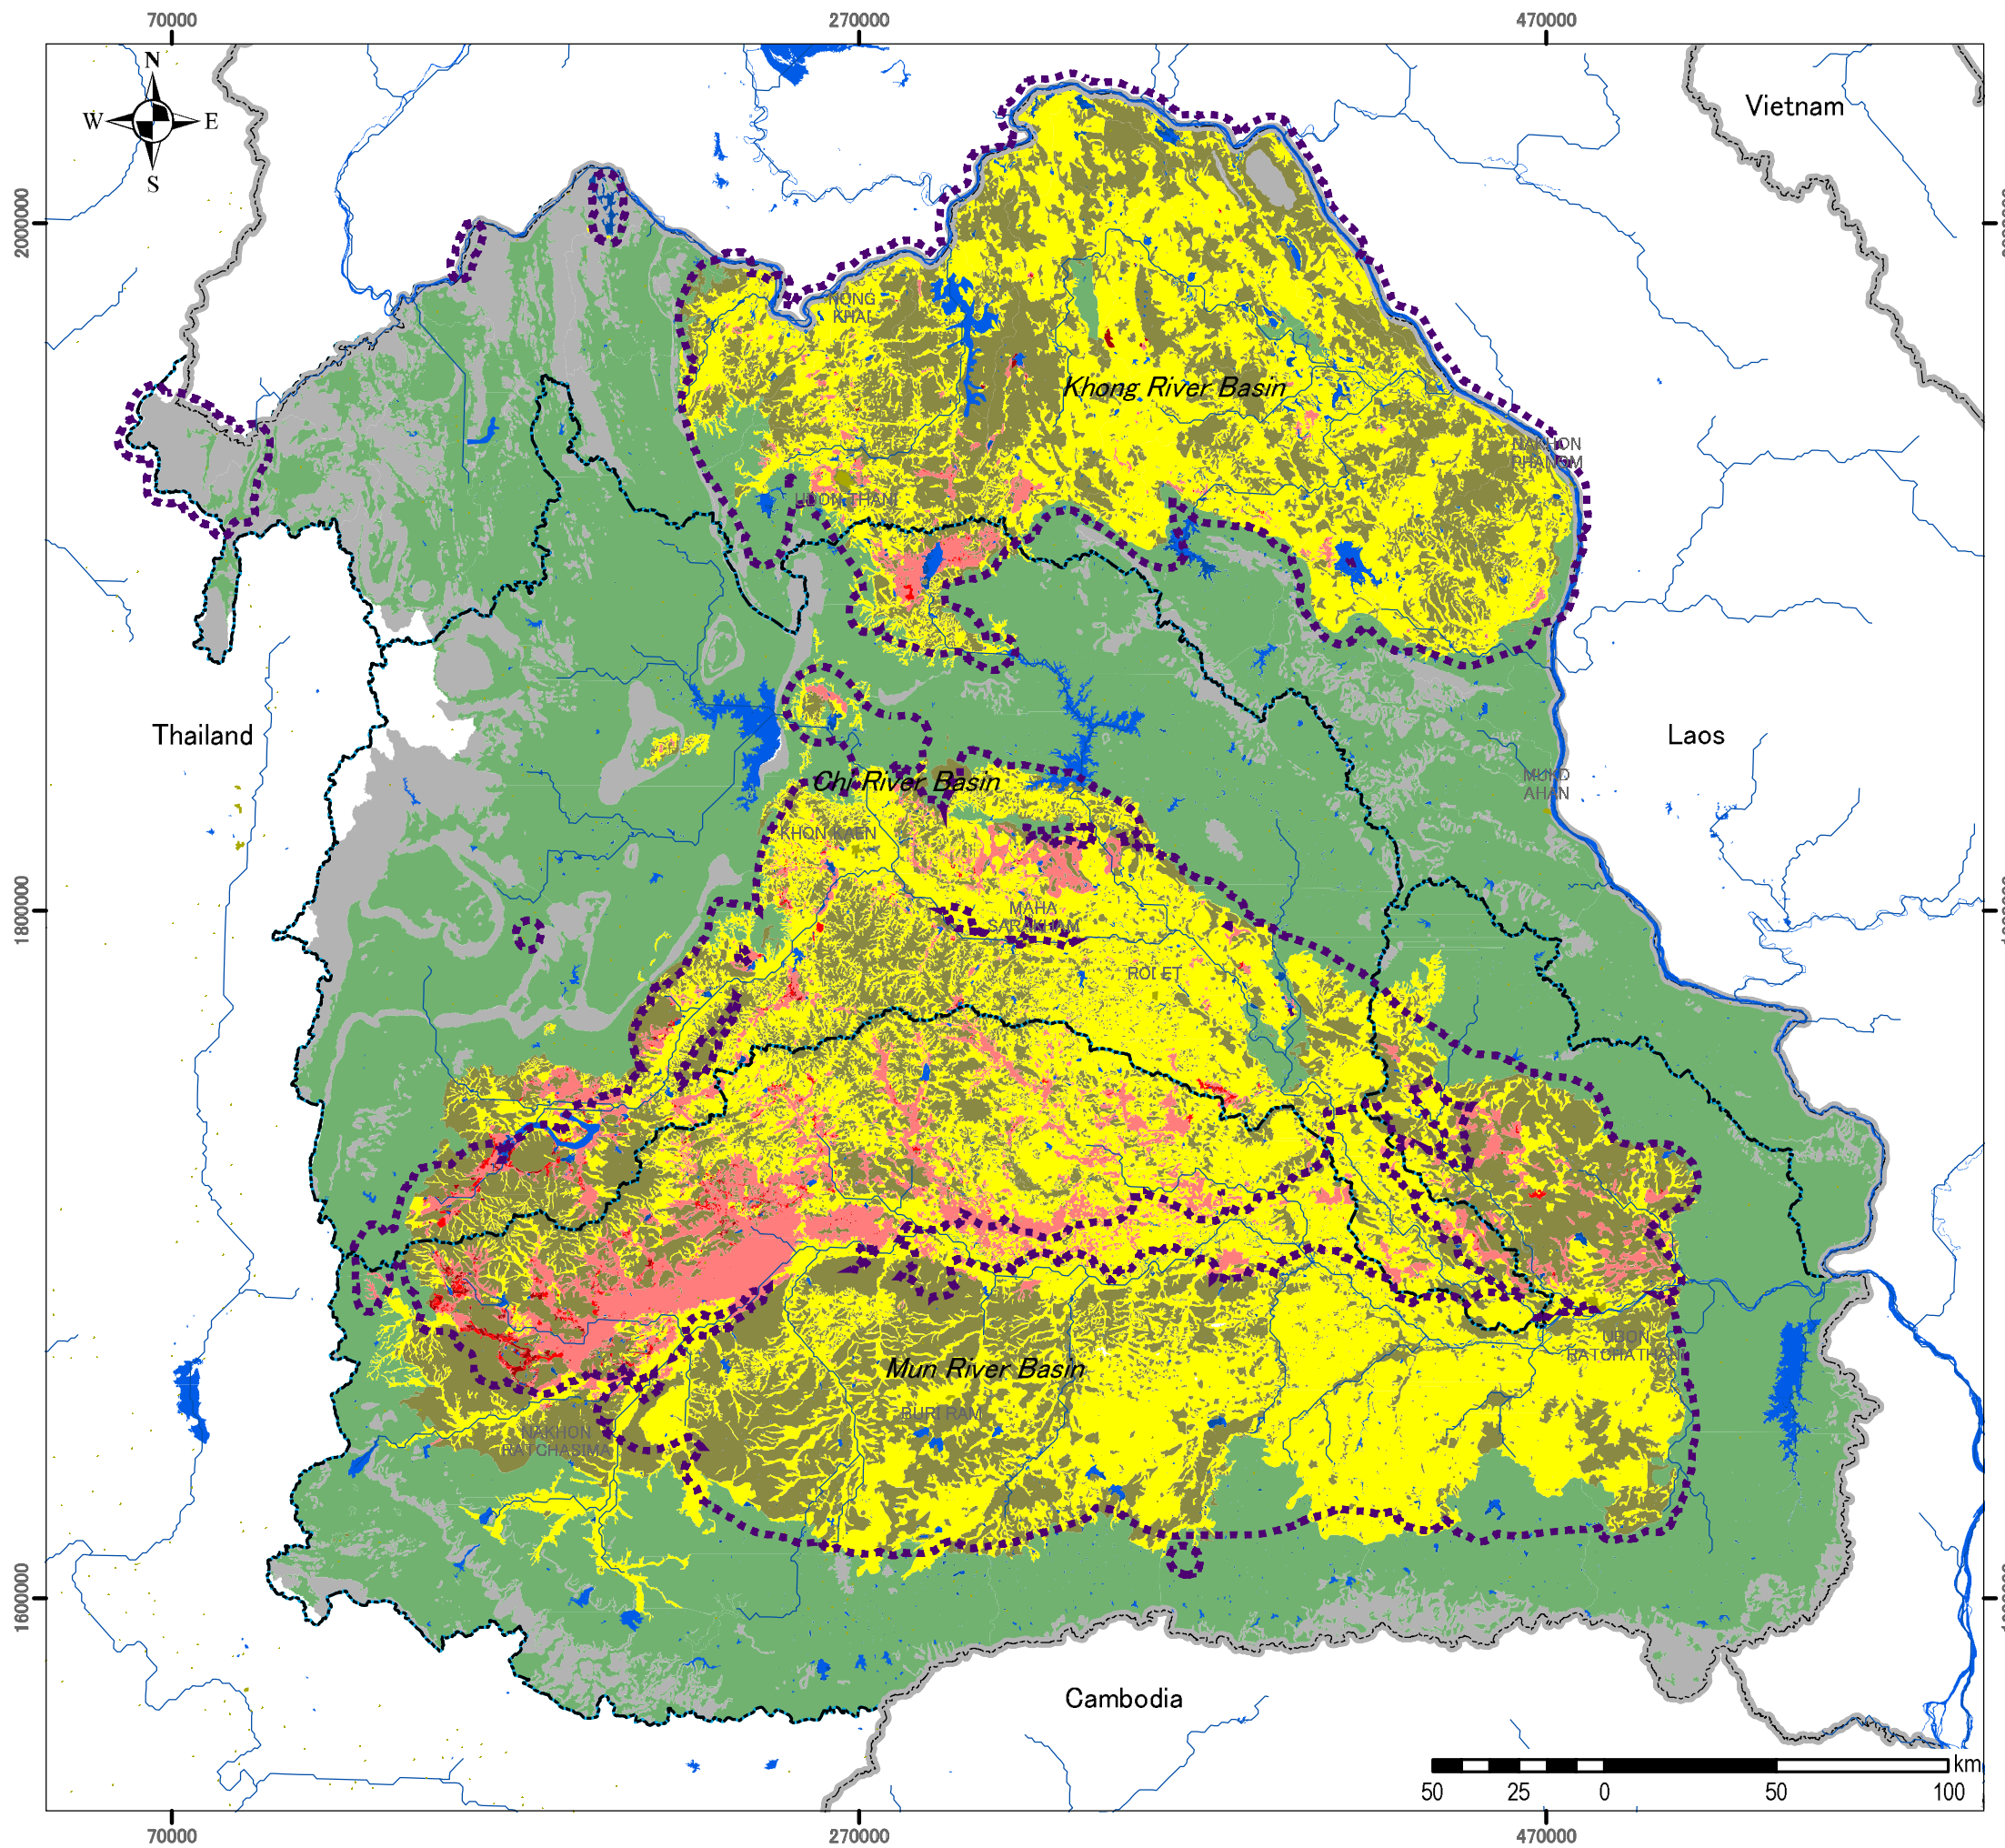 70000
270000
470000
N
W
E
S
Vietnam
2000000
NONG
KHAI
Khong River Basin
NAKHON
PHANOM
UDON THANI
Thailand
Laos
MUKD
AHAN
Chi River Basin
KHON KAEN
1800000
MAHA
SARAKHAM
ROI ET
UBON
RATCHATHANI
Mun River Basin
BURI RAM
NAKHON
RATCHASIMA
1600000
Cambodia
km
50 25 0 50 100
70000
270000
470000